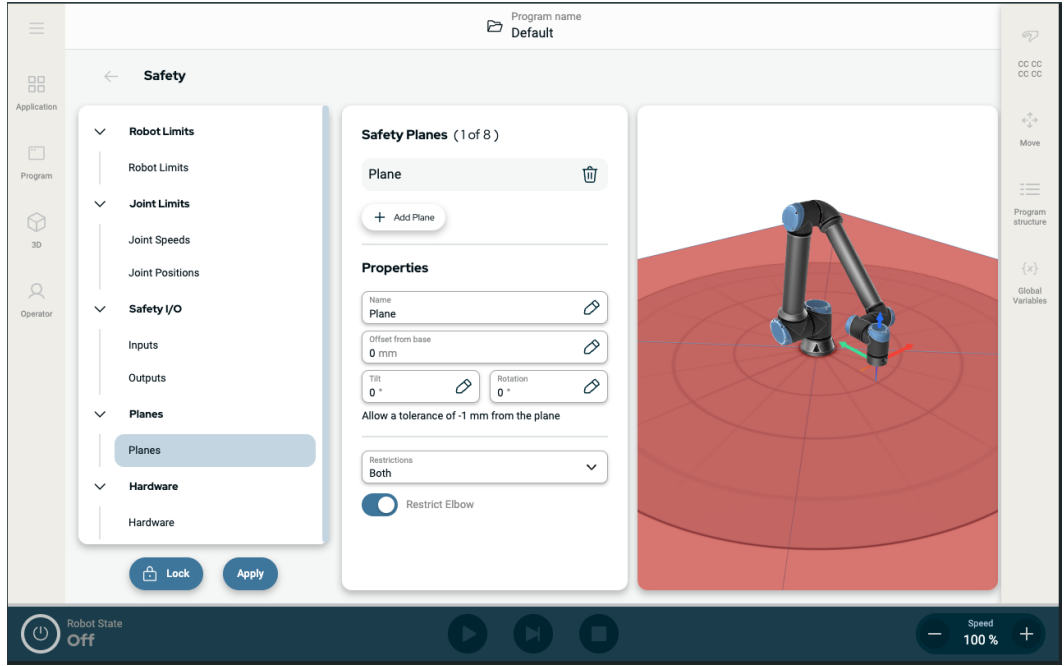 Program name
Default
Safety
Application
Program
3D
Operator
Robot Limits
Robot Limits
Joint Limits
Joint Speeds
Joint Positions
Safety I/O
Inputs
Outputs
Planes
Planes
Hardware
Hardware
Lock
Apply
Safety Planes (1 of 8)
Plane
Add Plane
Properties
Name
Plane
Offset from base
0 mm
Tilt
0 °
Rotation
0 °
Allow a tolerance of -1 mm from the plane
Restrictions
Both
Restrict Elbow
CC CC
CC CC
Move
Program
structure
{x}
Global
Variables
Robot State
Off
Speed
100 %